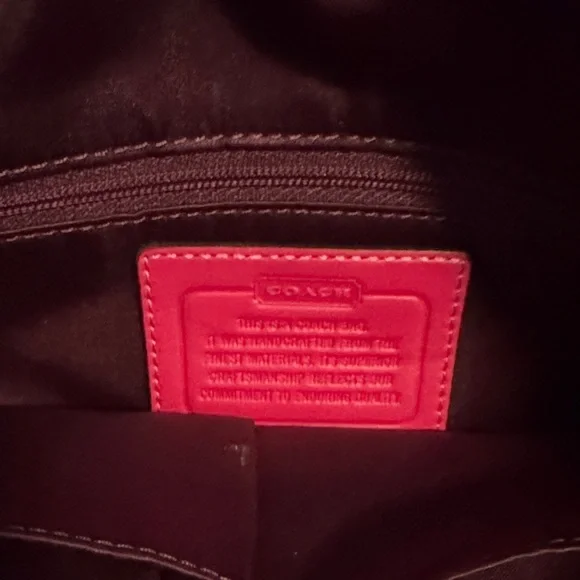 COACH
THIS IS A COACH BAG.
IT WAS HANDCRAFTED FROM THE
FINEST MATERIALS. ITS SUPERIOR
CRAFTSMANSHIP REFLECTS OUR
COMMITMENT TO ENDURING QUALITY.